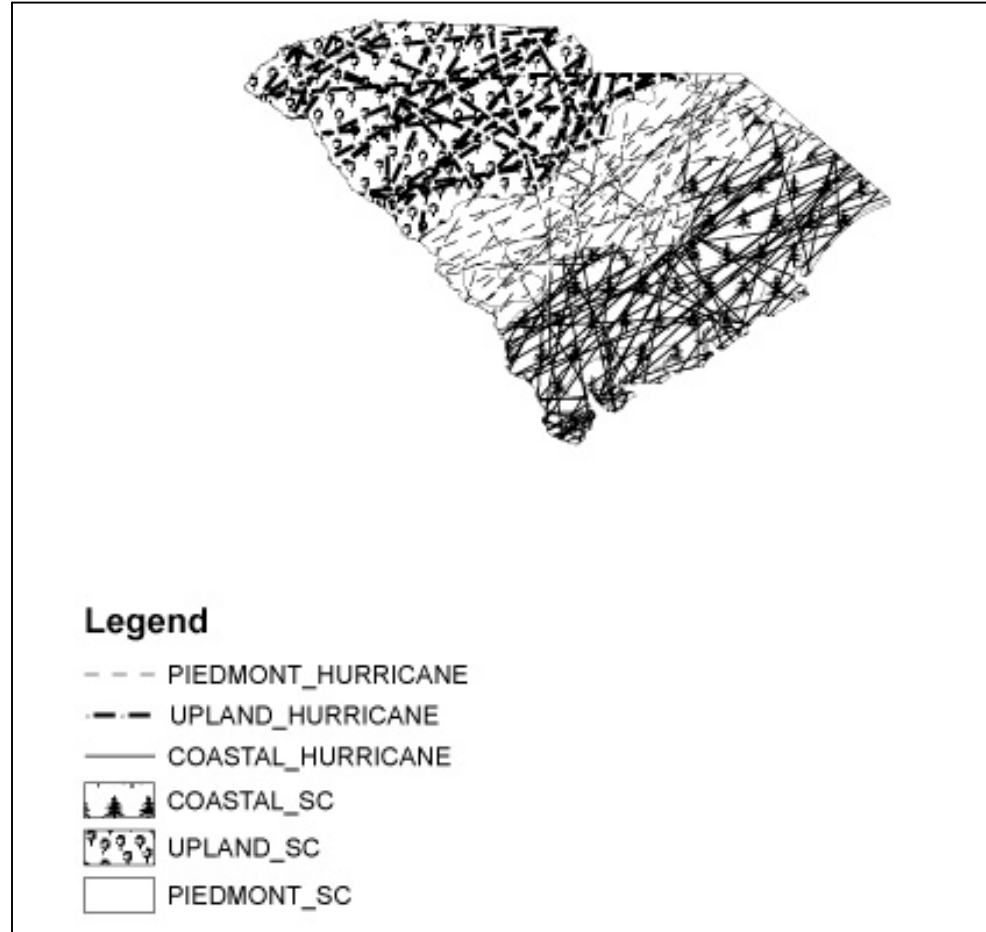 Legend
PIEDMONT_HURRICANE
UPLAND_HURRICANE
COASTAL_HURRICANE
COASTAL_SC
UPLAND_SC
PIEDMONT_SC